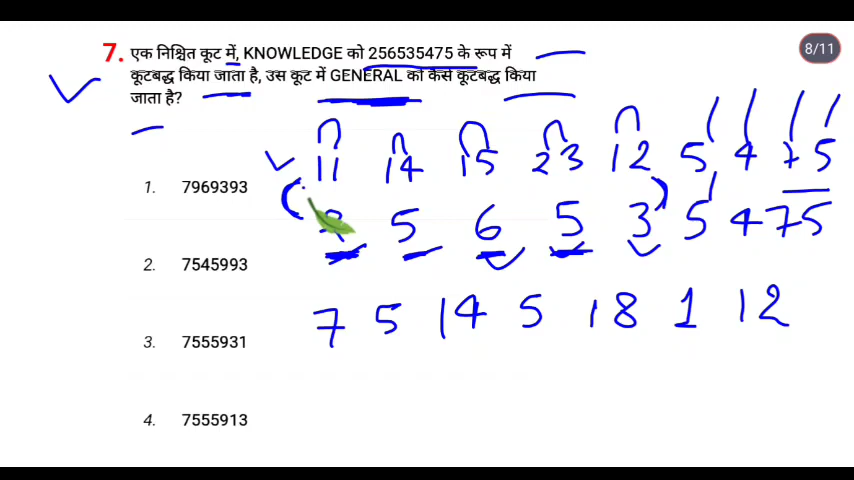 8/11
7. एक निश्चित कूट में, KNOWLEDGE को 256535475 के रूप में
कूटबद्ध किया जाता है, उस कूट में GENERAL को कैसे कूटबद्ध किया
जाता है?
11 14 15 23 12 5 4 7 5
1. 7969393
5 6 5 3 5 4 7 5
2. 7545993
7 5 14 5 18 1 12
3. 7555931
4. 7555913